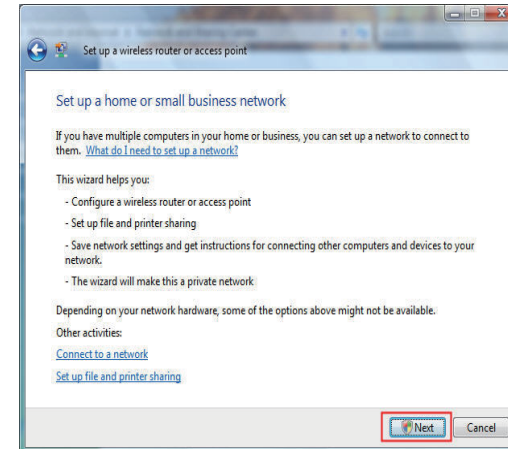 Set up a wireless router or access point
Set up a home or small business network
If you have multiple computers in your home or business, you can set up a network to connect to
them. What do I need to set up a network?
This wizard helps you:
- Configure a wireless router or access point
- Set up file and printer sharing
- Save network settings and get instructions for connecting other computers and devices to your
network.
- The wizard will make this a private network
Depending on your network hardware, some of the options above might not be available.
Other activities:
Connect to a network
Set up file and printer sharing
Next Cancel